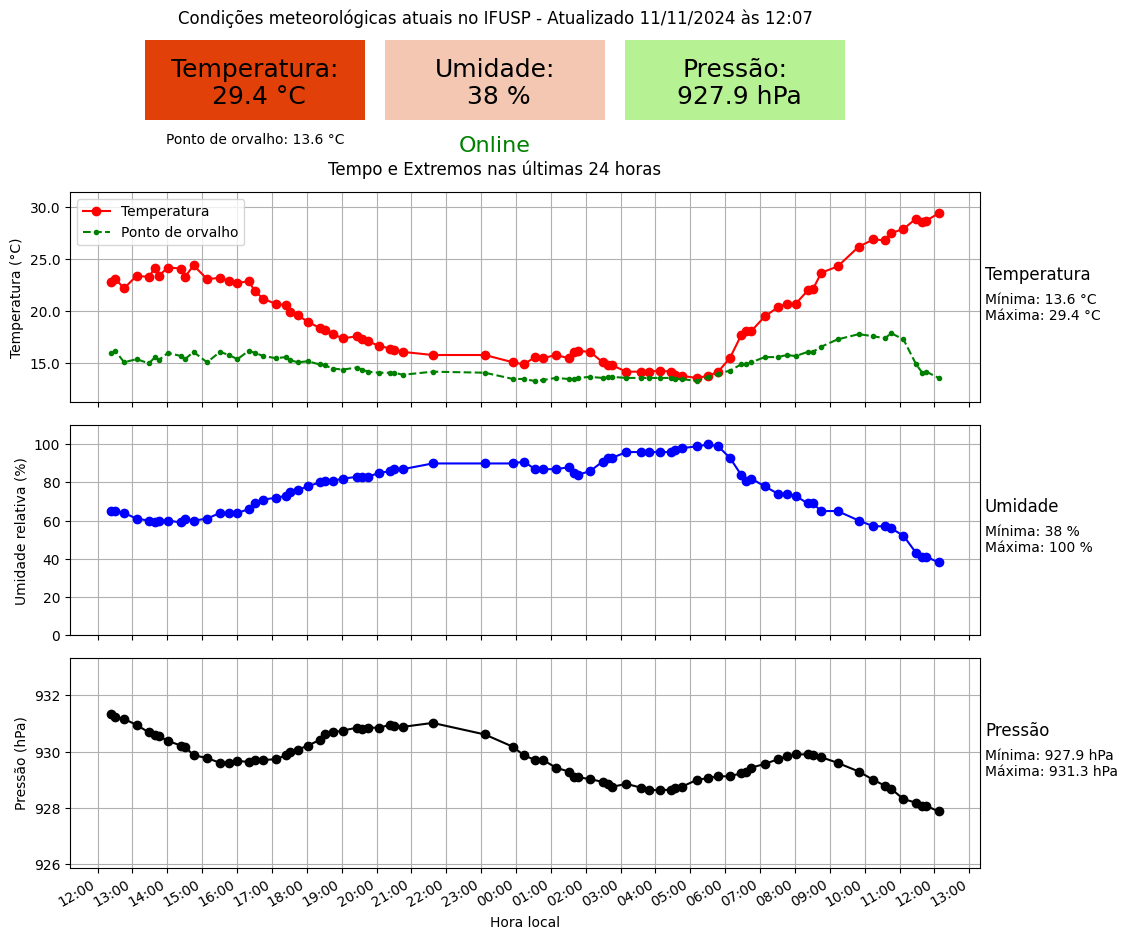 Condições meteorológicas atuais no IFUSP - Atualizado 11/11/2024 às 12:07
Temperatura:
29.4 °C
Umidade:
38 %
Pressão:
927.9 hPa
Ponto de orvalho: 13.6 °C
Online
Tempo e Extremos nas últimas 24 horas
Temperatura (°C)
30.0
25.0
20.0
15.0
Temperatura
Ponto de orvalho
Temperatura
Mínima: 13.6 °C
Máxima: 29.4 °C
Umidade relativa (%)
100
80
60
40
20
0
Umidade
Mínima: 38 %
Máxima: 100 %
Pressão (hPa)
932
930
928
926
Pressão
Mínima: 927.9 hPa
Máxima: 931.3 hPa
12:00 13:00 14:00 15:00 16:00 17:00 18:00 19:00 20:00 21:00 22:00 23:00 00:00 01:00 02:00 03:00 04:00 05:00 06:00 07:00 08:00 09:00 10:00 11:00 12:00 13:00
Hora local